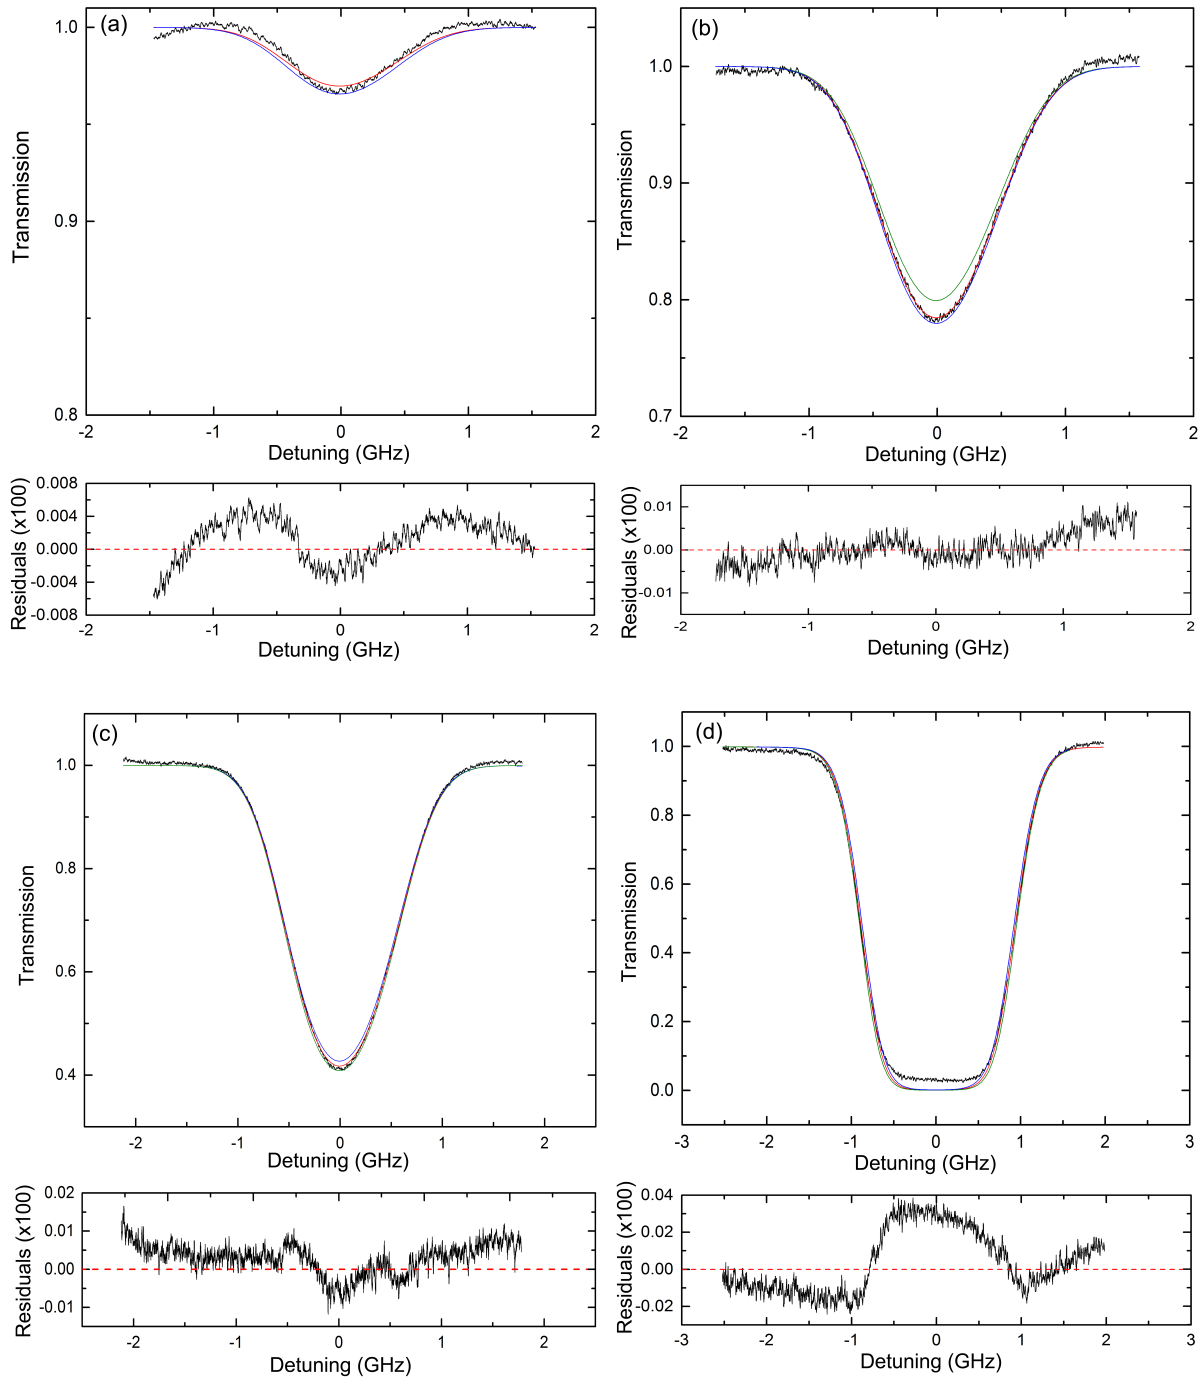 (a)
1.0
0.9
0.8
Transmission
-2 -1 0 1 2
Detuning (GHz)
(b)
1.0
0.9
0.8
0.7
Transmission
-2 -1 0 1 2
Detuning (GHz)
0.008
0.004
0.000
-0.004
-0.008
Residuals (x100)
-2 -1 0 1 2
Detuning (GHz)
0.01
0.00
-0.01
Residuals (x100)
-2 -1 0 1 2
Detuning (GHz)
(c)
1.0
0.8
0.6
0.4
Transmission
-2 -1 0 1 2
Detuning (GHz)
(d)
1.0
0.8
0.6
0.4
0.2
0.0
Transmission
-3 -2 -1 0 1 2 3
Detuning (GHz)
0.02
0.01
0.00
-0.01
Residuals (x100)
-2 -1 0 1 2
Detuning (GHz)
0.04
0.02
0.00
-0.02
Residuals (x100)
-3 -2 -1 0 1 2 3
Detuning (GHz)